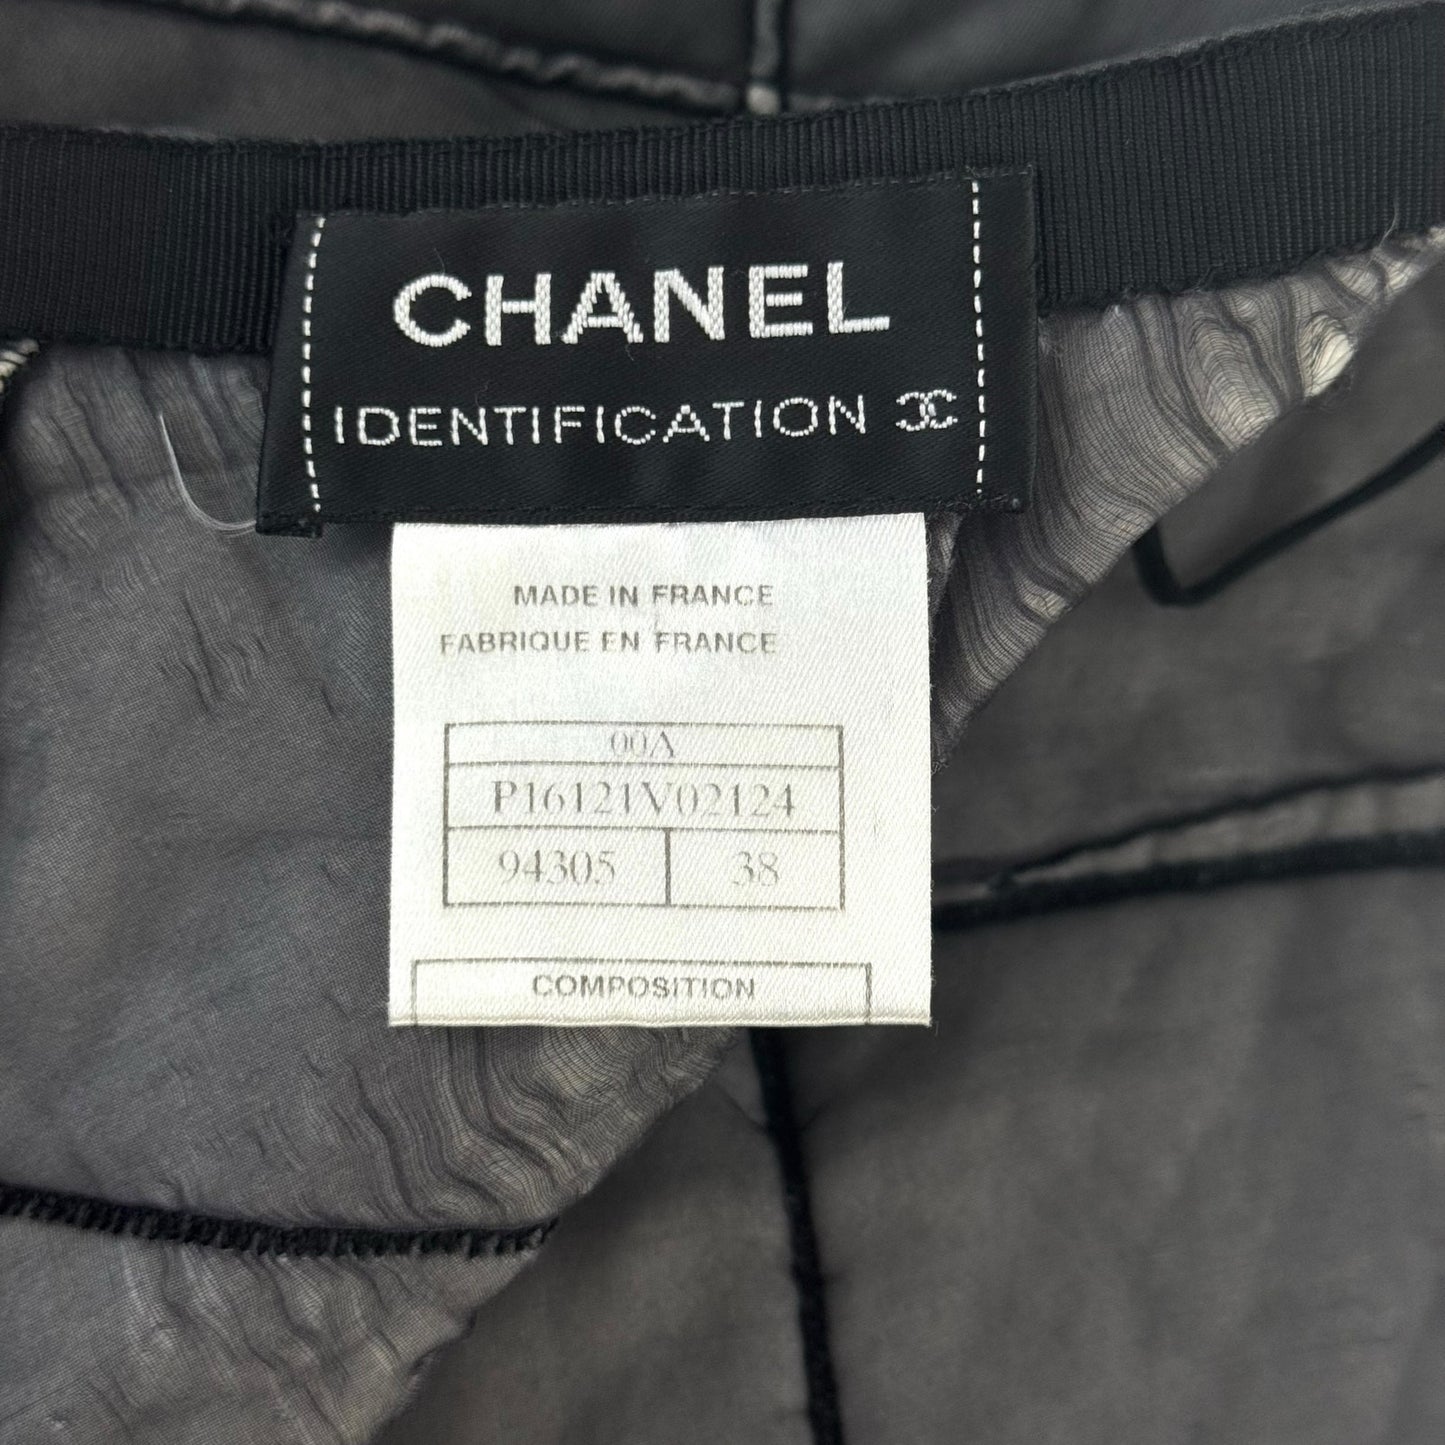 CHANEL
IDENTIFICATION
MADE IN FRANCE
FABRIQUE EN FRANCE
00A
P16121V02124
94305 38
COMPOSITION